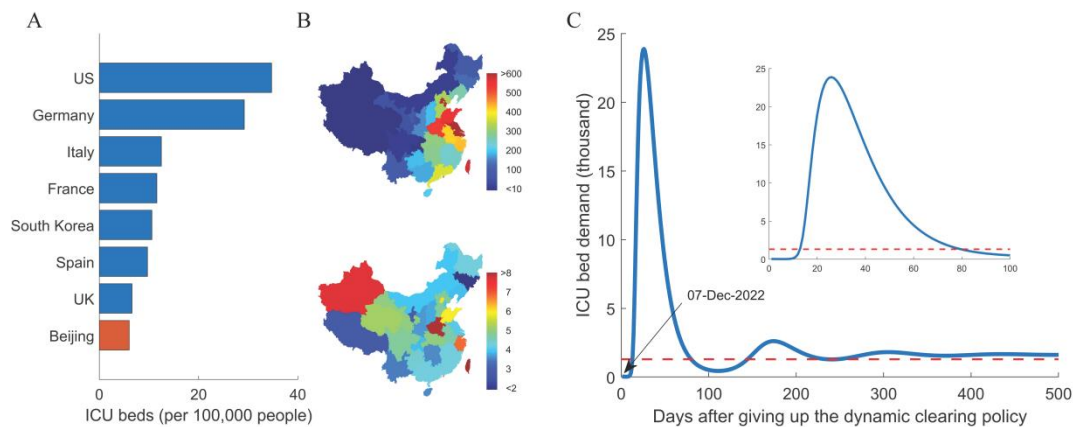 A
US
Germany
Italy
France
South Korea
Spain
UK
Beijing
0
20
40
ICU beds (per 100,000 people)
B
>600
500
400
300
200
100
<10
>8
7
6
5
4
3
<2
C
25
20
15
10
5
0
ICU bed demand (thousand)
07-Dec-2022
0
100
200
300
400
500
Days after giving up the dynamic clearing policy
25
20
15
10
5
0
0
20
40
60
80
100